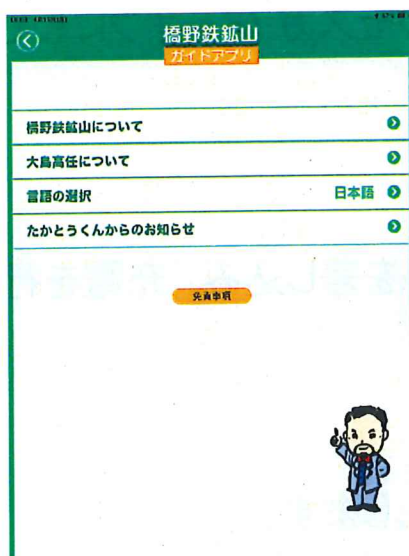 橋野鉄鉱山
ガイドアプリ
橋野鉄鉱山について
大島高任について
言語の選択 日本語
たかとうくんからのお知らせ
免責事項